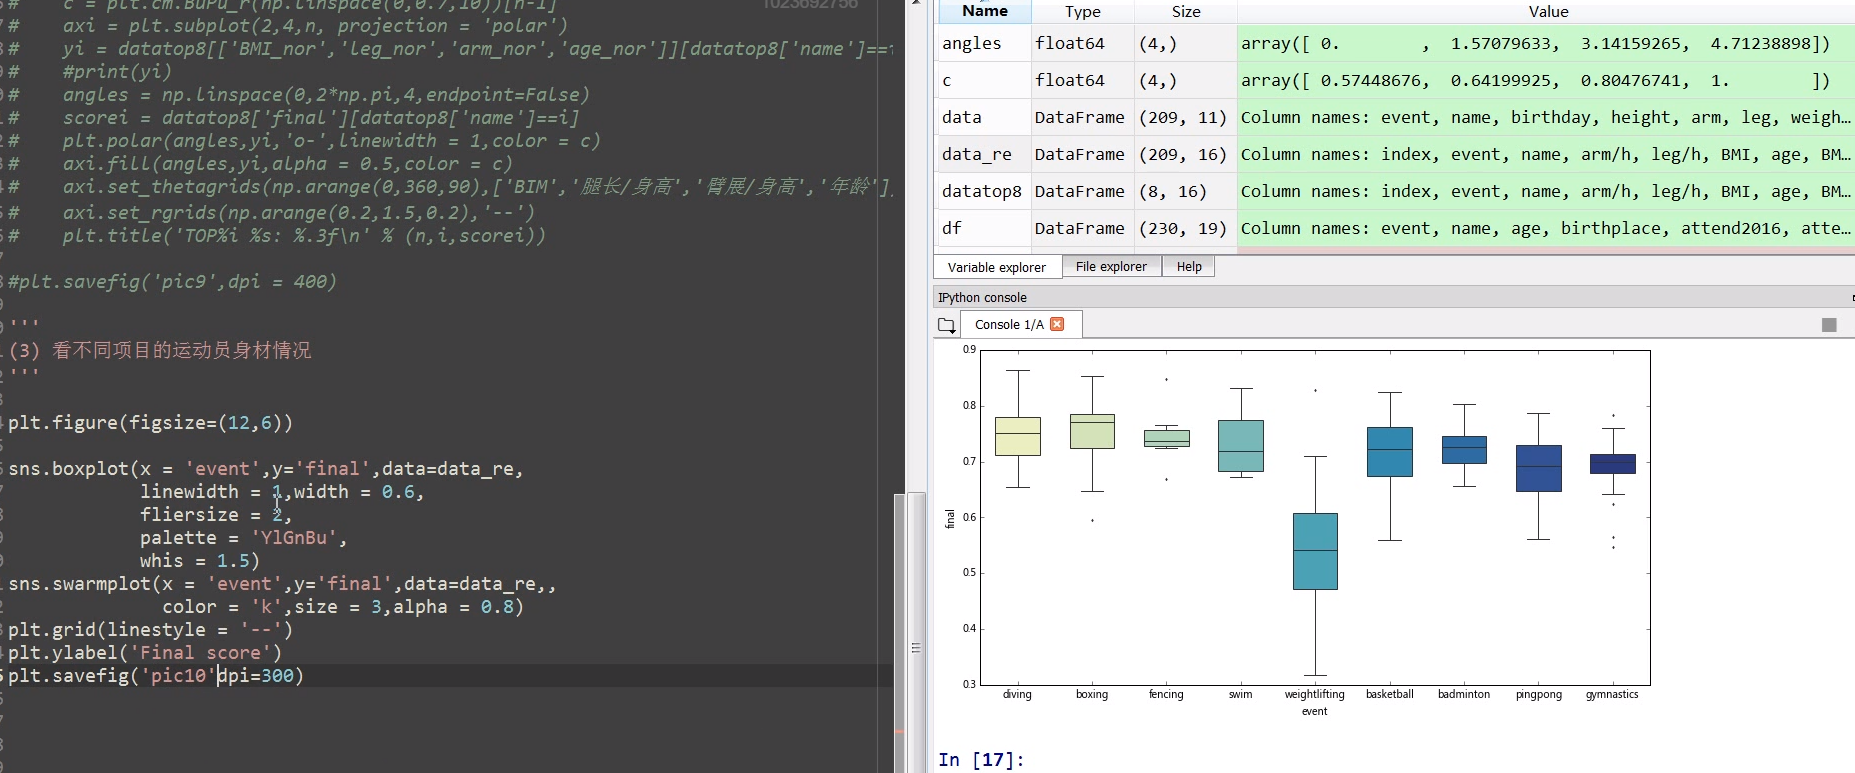 c = plt.cm.BuPu_r(np.linspace(0,0.7,10))[n-1]
1023692756
#    axi = plt.subplot(2,4,n, projection = 'polar')
#    yi = datatop8[['BMI_nor','leg_nor','arm_nor','age_nor']][datatop8['name']==
#    #print(yi)
#    angles = np.linspace(0,2*np.pi,4,endpoint=False)
#    scorei = datatop8['final'][datatop8['name']==i]
#    plt.polar(angles,yi,'o-',linewidth = 1,color = c)
#    axi.fill(angles,yi,alpha = 0.5,color = c)
#    axi.set_thetagrids(np.arange(0,360,90),['BIM','腿长/身高','臂展/身高','年龄']
#    axi.set_rgrids(np.arange(0.2,1.5,0.2),'--')
#    plt.title('TOP%i %s: %.3f\n' % (n,i,scorei))
#plt.savefig('pic9',dpi = 400)
'''
(3) 看不同项目的运动员身材情况
'''
plt.figure(figsize=(12,6))
sns.boxplot(x = 'event',y='final',data=data_re,
linewidth = 1,width = 0.6,
fliersize = 2,
palette = 'YlGnBu',
whis = 1.5)
sns.swarmplot(x = 'event',y='final',data=data_re,,
color = 'k',size = 3,alpha = 0.8)
plt.grid(linestyle = '--')
plt.ylabel('Final score')
plt.savefig('pic10'dpi=300)
Name Type Size Value
angles float64 (4,) array([ 0.        ,  1.57079633,  3.14159265,  4.71238898])
c float64 (4,) array([ 0.57448676,  0.64199925,  0.80476741,  1.        ])
data DataFrame (209, 11) Column names: event, name, birthday, height, arm, leg, weigh…
data_re DataFrame (209, 16) Column names: index, event, name, arm/h, leg/h, BMI, age, BM…
datatop8 DataFrame (8, 16) Column names: index, event, name, arm/h, leg/h, BMI, age, BM…
df DataFrame (230, 19) Column names: event, name, age, birthplace, attend2016, atte…
Variable explorer File explorer Help
IPython console
Console 1/A
0.9
0.8
0.7
0.6
0.5
0.4
0.3
final
diving boxing fencing swim weightlifting basketball badminton pingpong gymnastics
event
In [17]: